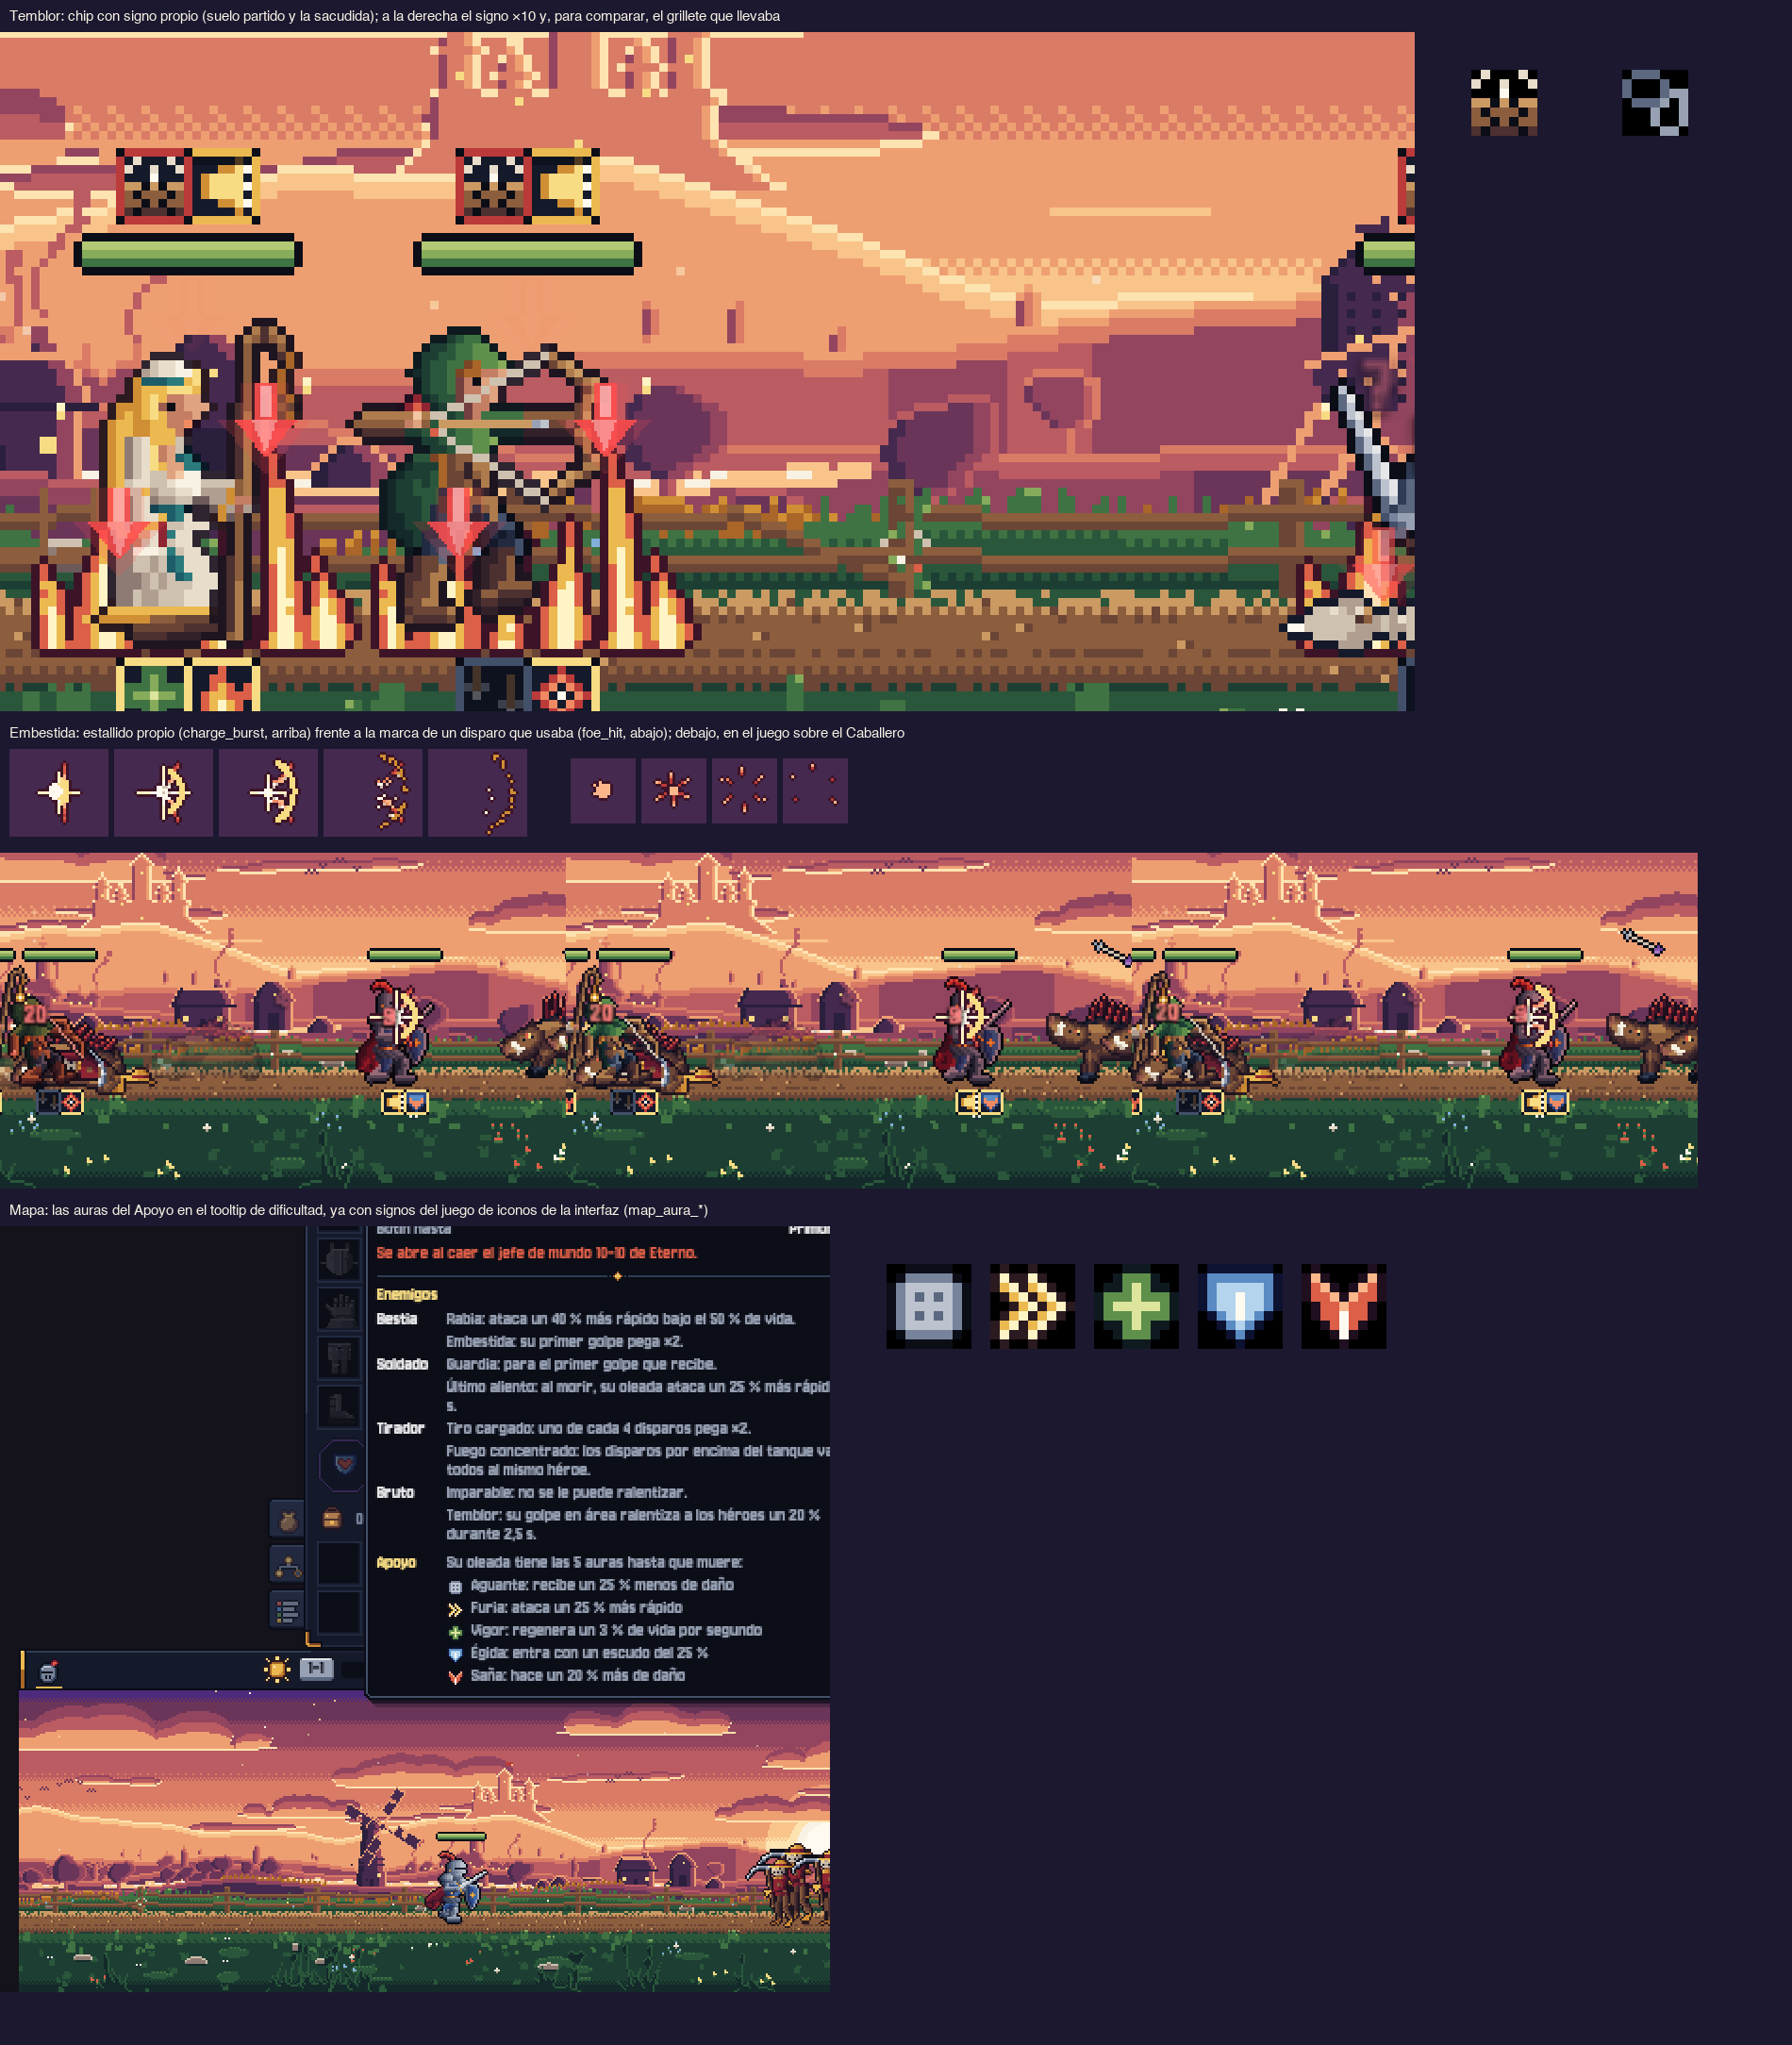 Temblor: chip con signo propio (suelo partido y la sacudida); a la derecha el signo ×10 y, para comparar, el grillete que llevaba
Embestida: estallido propio (charge_burst, arriba) frente a la marca de un disparo que usaba (foe_hit, abajo); debajo, en el juego sobre el Caballero
20
20
20
Mapa: las auras del Apoyo en el tooltip de dificultad, ya con signos del juego de iconos de la interfaz (map_aura_*)
Botín hasta
Se abre al caer el jefe de mundo 10-10 de Eterno.
Enemigos
Bestia Rabia: ataca un 40 % más rápido bajo el 50 % de vida.
Embestida: su primer golpe pega ×2.
Soldado Guardia: para el primer golpe que recibe.
Último aliento: al morir, su oleada ataca un 25 % más
s.
Tirador Tiro cargado: uno de cada 4 disparos pega ×2.
Fuego concentrado: los disparos por encima del tanque
todos al mismo héroe.
Bruto Imparable: no se le puede ralentizar.
Temblor: su golpe en área ralentiza a los héroes un 20 %
durante 2,5 s.
Apoyo Su oleada tiene las 5 auras hasta que muere:
Aguante: recibe un 25 % menos de daño
Furia: ataca un 25 % más rápido
Vigor: regenera un 3 % de vida por segundo
Égida: entra con un escudo del 25 %
Saña: hace un 20 % más de daño
0
1-1